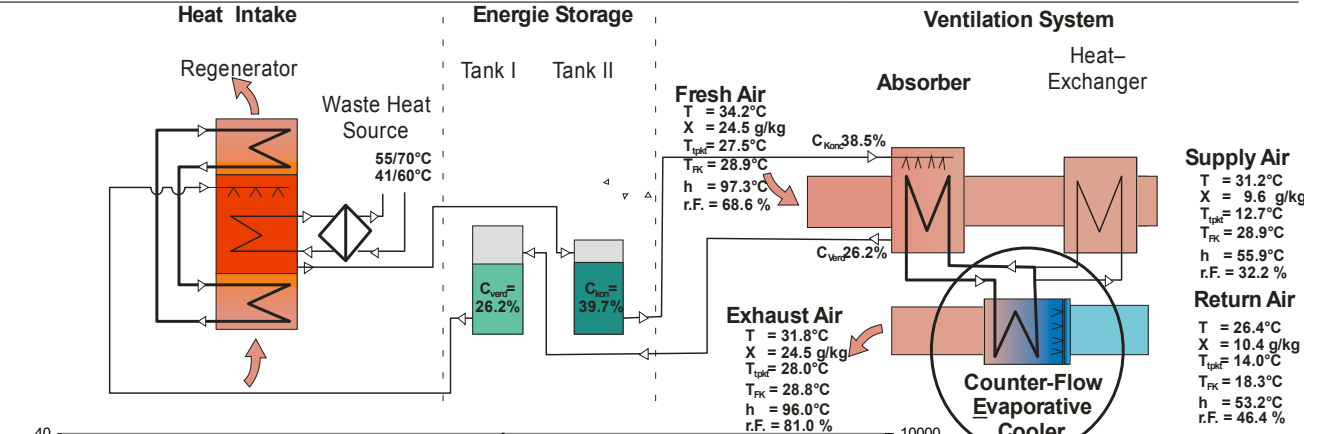 Heat Intake
Energie Storage
Ventilation System
Regenerator
Waste Heat
Source
55/70°C
41/60°C
Tank I
Tank II
Cverd=
26.2%
Ckon=
39.7%
Fresh Air
T = 34.2°C
X = 24.5 g/kg
Ttpkt= 27.5°C
TFK = 28.9°C
h = 97.3°C
r.F. = 68.6 %
Absorber
Heat–
Exchanger
CKonc38.5%
CVerd26.2%
Supply Air
T = 31.2°C
X = 9.6 g/kg
Ttpkt= 12.7°C
TFK = 28.9°C
h = 55.9°C
r.F. = 32.2 %
Exhaust Air
T = 31.8°C
X = 24.5 g/kg
Ttpkt= 28.0°C
TFK = 28.8°C
h = 96.0°C
r.F. = 81.0 %
Counter-Flow
Evaporative
Cooler
Return Air
T = 26.4°C
X = 10.4 g/kg
Ttpkt= 14.0°C
TFK = 18.3°C
h = 53.2°C
r.F. = 46.4 %
40
10000